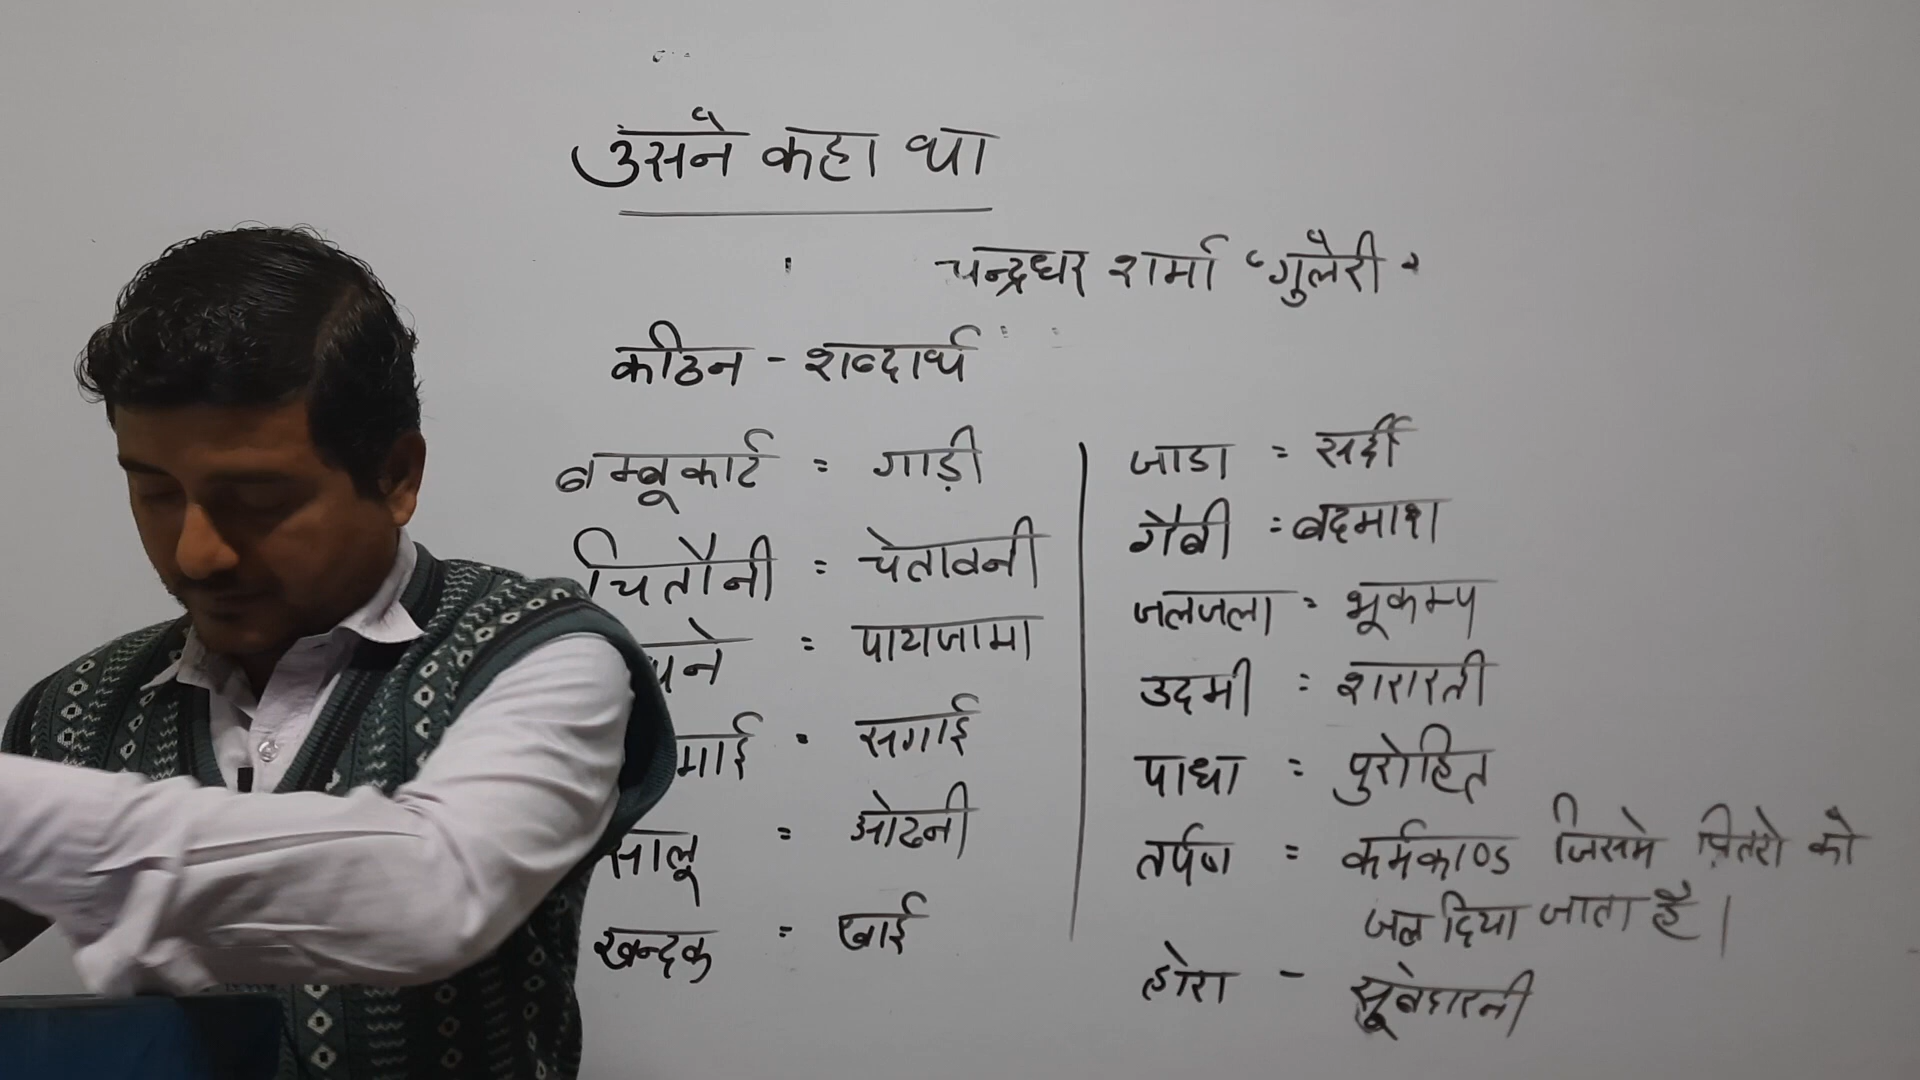 उसने कहा था
चन्द्रधर शर्मा 'गुलेरी'
कठिन - शब्दार्थ
बम्बूकार्ट = गाड़ी
चितौनी = चेतावनी
= पायजामा
= सगाई
सालू = ओढनी
खन्दक = खाई
जाडा = सर्दी
गैबी = बदमाश
जलजला = भूकम्प
उदमी = शरारती
पाधा = पुरोहित
तर्पण = कर्मकाण्ड जिसमे पितरो को
जल दिया जाता है।
होरा - सूबेदारनी